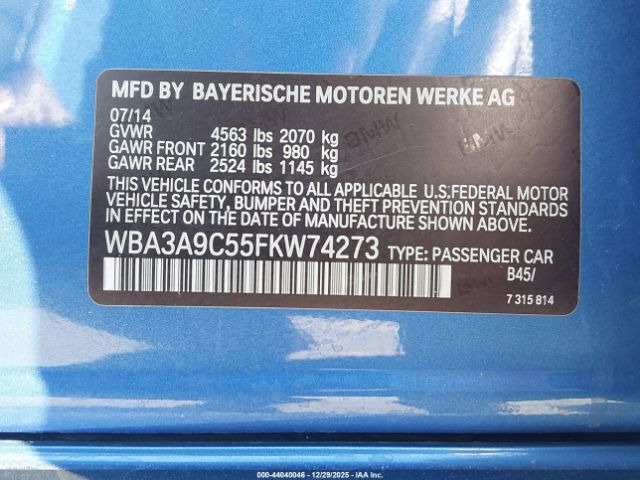 MFD BY BAYERISCHE MOTOREN WERKE AG
07/14
GVWR 4563 lbs 2070 kg
GAWR FRONT 2160 lbs 980 kg
GAWR REAR 2524 lbs 1145 kg
THIS VEHICLE CONFORMS TO ALL APPLICABLE U.S.FEDERAL MOTOR
VEHICLE SAFETY, BUMPER AND THEFT PREVENTION STANDARDS
IN EFFECT ON THE DATE OF MANUFACTURE SHOWN ABOVE.
WBA3A9C55FKW74273 TYPE: PASSENGER CAR
B45/
7 315 814
000-44040046 - 12/29/2025 - IAA Inc.